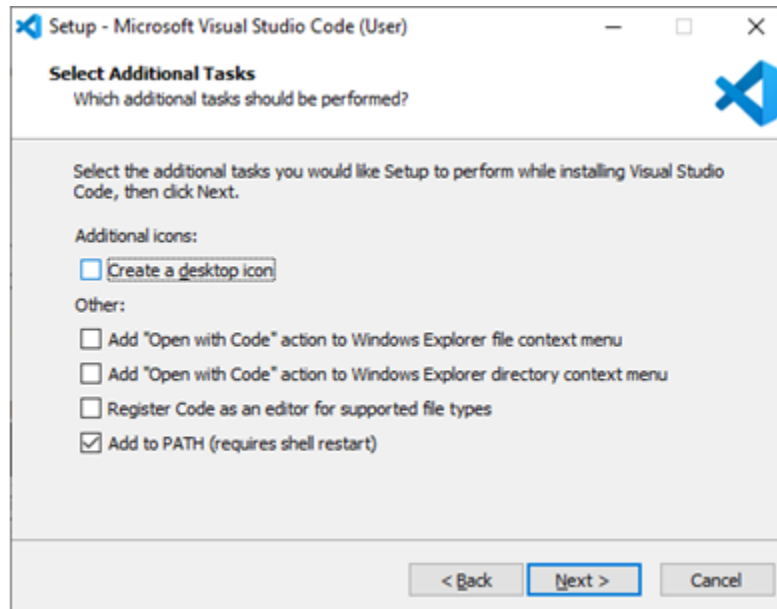 Setup - Microsoft Visual Studio Code (User)
Select Additional Tasks
Which additional tasks should be performed?
Select the additional tasks you would like Setup to perform while installing Visual Studio
Code, then click Next.
Additional icons:
Create a desktop icon
Other:
Add "Open with Code" action to Windows Explorer file context menu
Add "Open with Code" action to Windows Explorer directory context menu
Register Code as an editor for supported file types
Add to PATH (requires shell restart)
< Back Next > Cancel